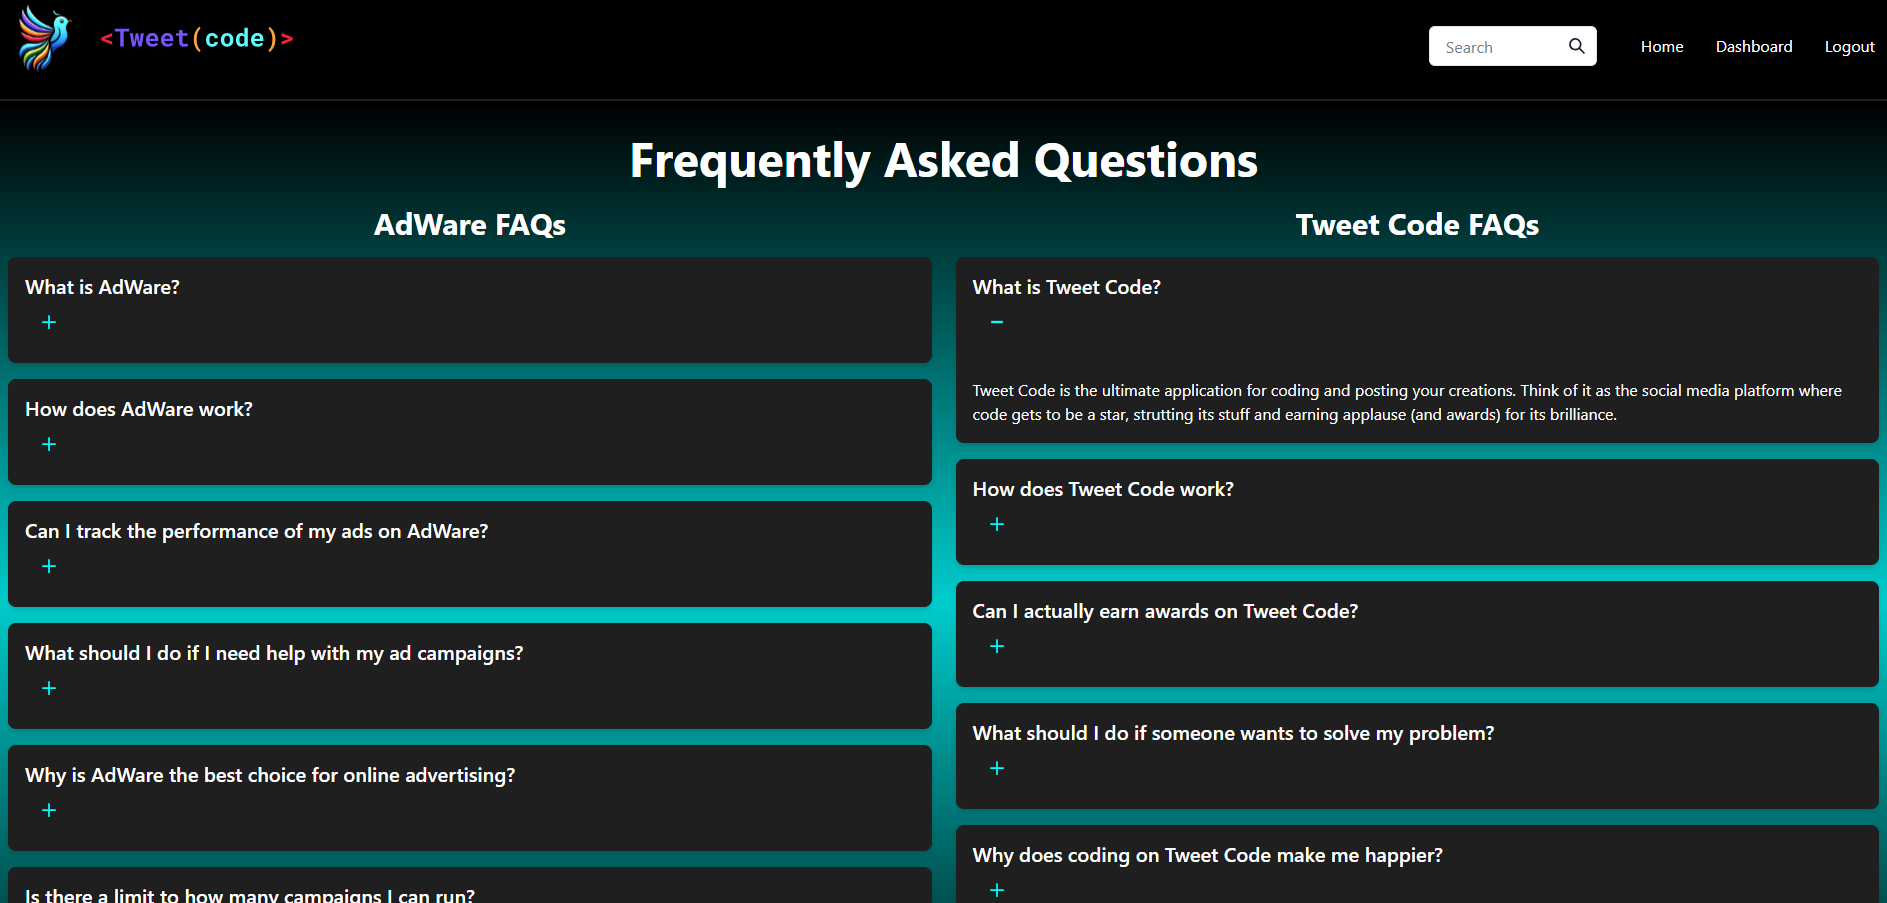 <Tweet(code)>
Search
Home
Dashboard
Logout
Frequently Asked Questions
AdWare FAQs
What is AdWare?
+
How does AdWare work?
+
Can I track the performance of my ads on AdWare?
+
What should I do if I need help with my ad campaigns?
+
Why is AdWare the best choice for online advertising?
+
Is there a limit to how many campaigns I can run?
Tweet Code FAQs
What is Tweet Code?
−
Tweet Code is the ultimate application for coding and posting your creations. Think of it as the social media platform where
code gets to be a star, strutting its stuff and earning applause (and awards) for its brilliance.
How does Tweet Code work?
+
Can I actually earn awards on Tweet Code?
+
What should I do if someone wants to solve my problem?
+
Why does coding on Tweet Code make me happier?
+